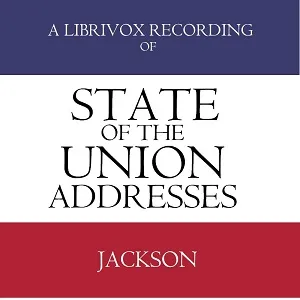 A LIBRIVOX RECORDING
OF
STATE
OF THE
UNION
ADDRESSES
JACKSON